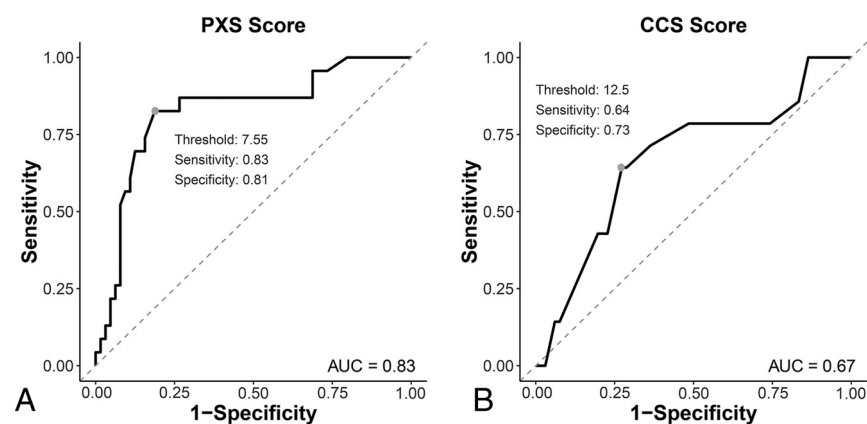 PXS Score
1.00
0.75
0.50
0.25
0.00
Sensitivity
Threshold: 7.55
Sensitivity: 0.83
Specificity: 0.81
AUC = 0.83
0.00 0.25 0.50 0.75 1.00
1−Specificity
A
CCS Score
1.00
0.75
0.50
0.25
0.00
Sensitivity
Threshold: 12.5
Sensitivity: 0.64
Specificity: 0.73
AUC = 0.67
0.00 0.25 0.50 0.75 1.00
1−Specificity
B